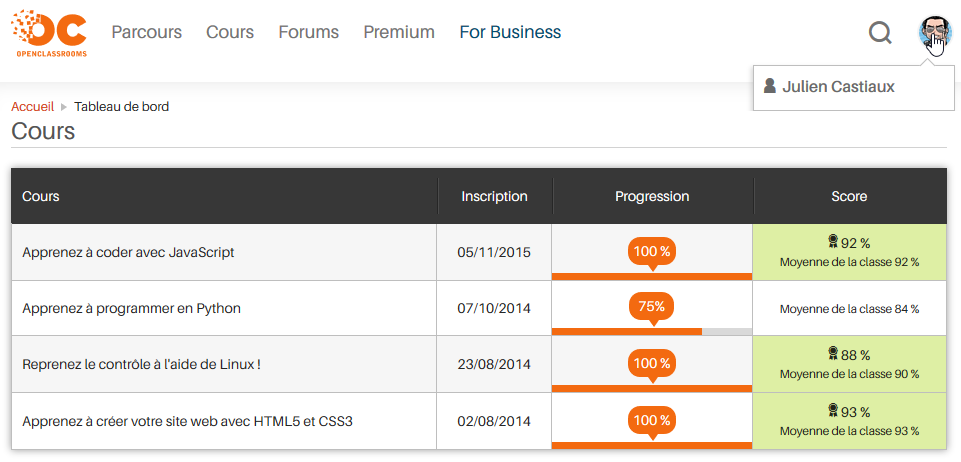 OC
OPENCLASSROOMS
Parcours Cours Forums Premium For Business
Julien Castiaux
Accueil Tableau de bord
Cours
Cours Inscription Progression Score
Apprenez à coder avec JavaScript 05/11/2015 100 % 92 %
Moyenne de la classe 92 %
Apprenez à programmer en Python 07/10/2014 75% Moyenne de la classe 84 %
Reprenez le contrôle à l'aide de Linux ! 23/08/2014 100 % 88 %
Moyenne de la classe 90 %
Apprenez à créer votre site web avec HTML5 et CSS3 02/08/2014 100 % 93 %
Moyenne de la classe 93 %